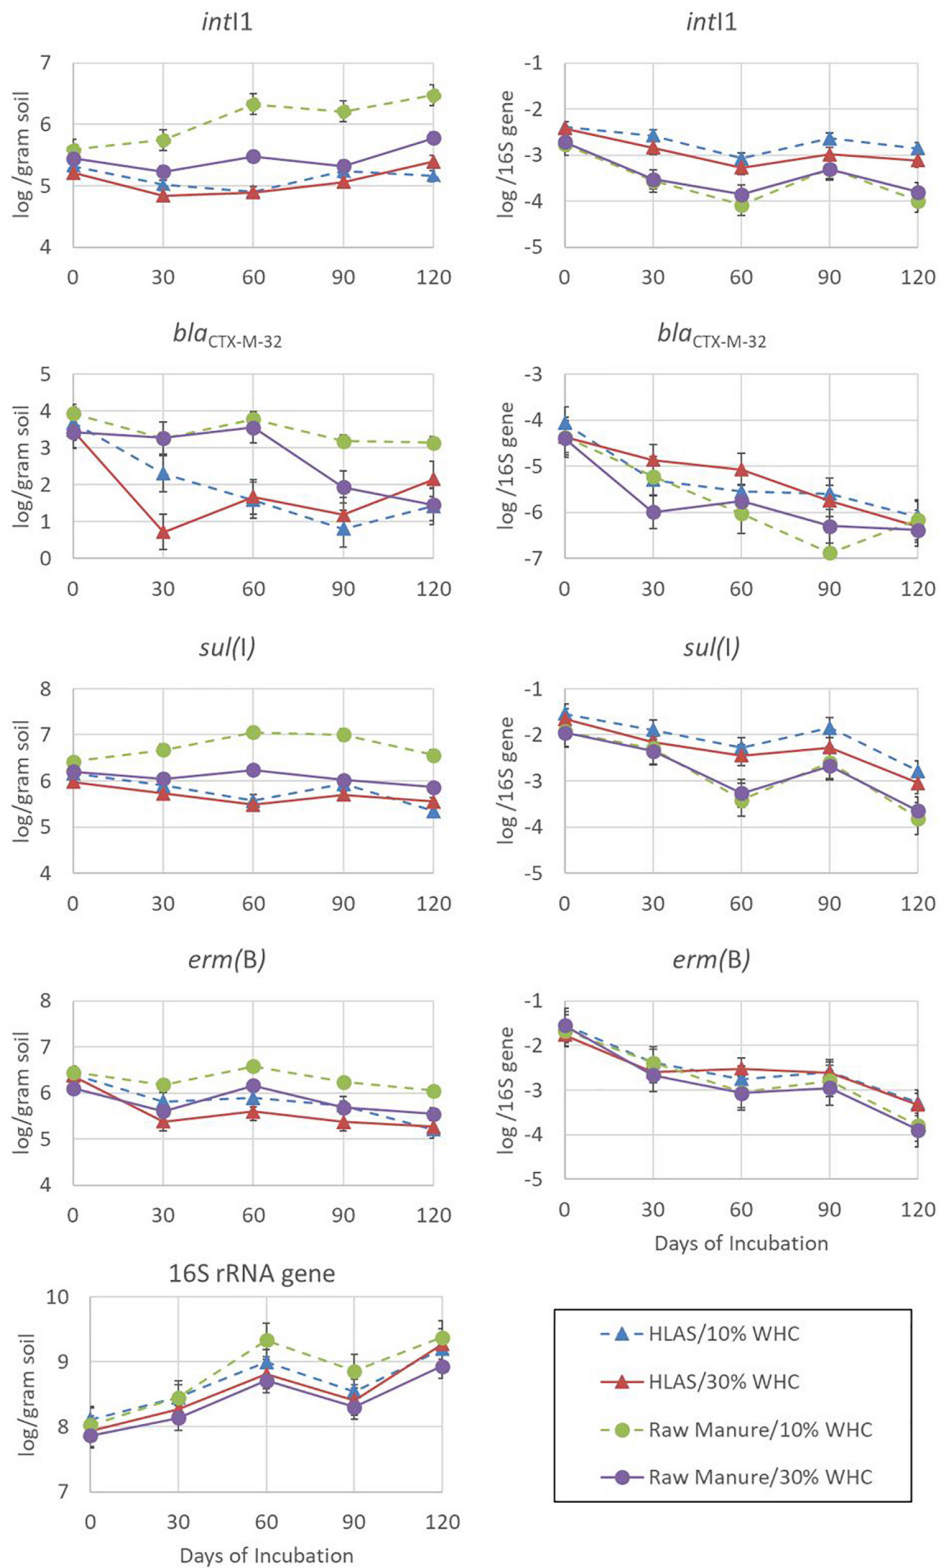 intI1
log /gram soil
7
6
5
4
0 30 60 90 120
intI1
log /16S gene
-1
-2
-3
-4
-5
0 30 60 90 120
blaCTX-M-32
log/gram soil
5
4
3
2
1
0
0 30 60 90 120
blaCTX-M-32
log /16S gene
-3
-4
-5
-6
-7
0 30 60 90 120
sul(I)
log/gram soil
8
7
6
5
4
0 30 60 90 120
sul(I)
log /16S gene
-1
-2
-3
-4
-5
0 30 60 90 120
erm(B)
log/gram soil
8
7
6
5
4
0 30 60 90 120
erm(B)
log /16S gene
-1
-2
-3
-4
-5
0 30 60 90 120
Days of Incubation
16S rRNA gene
log/gram soil
10
9
8
7
0 30 60 90 120
Days of Incubation
HLAS/10% WHC
HLAS/30% WHC
Raw Manure/10% WHC
Raw Manure/30% WHC